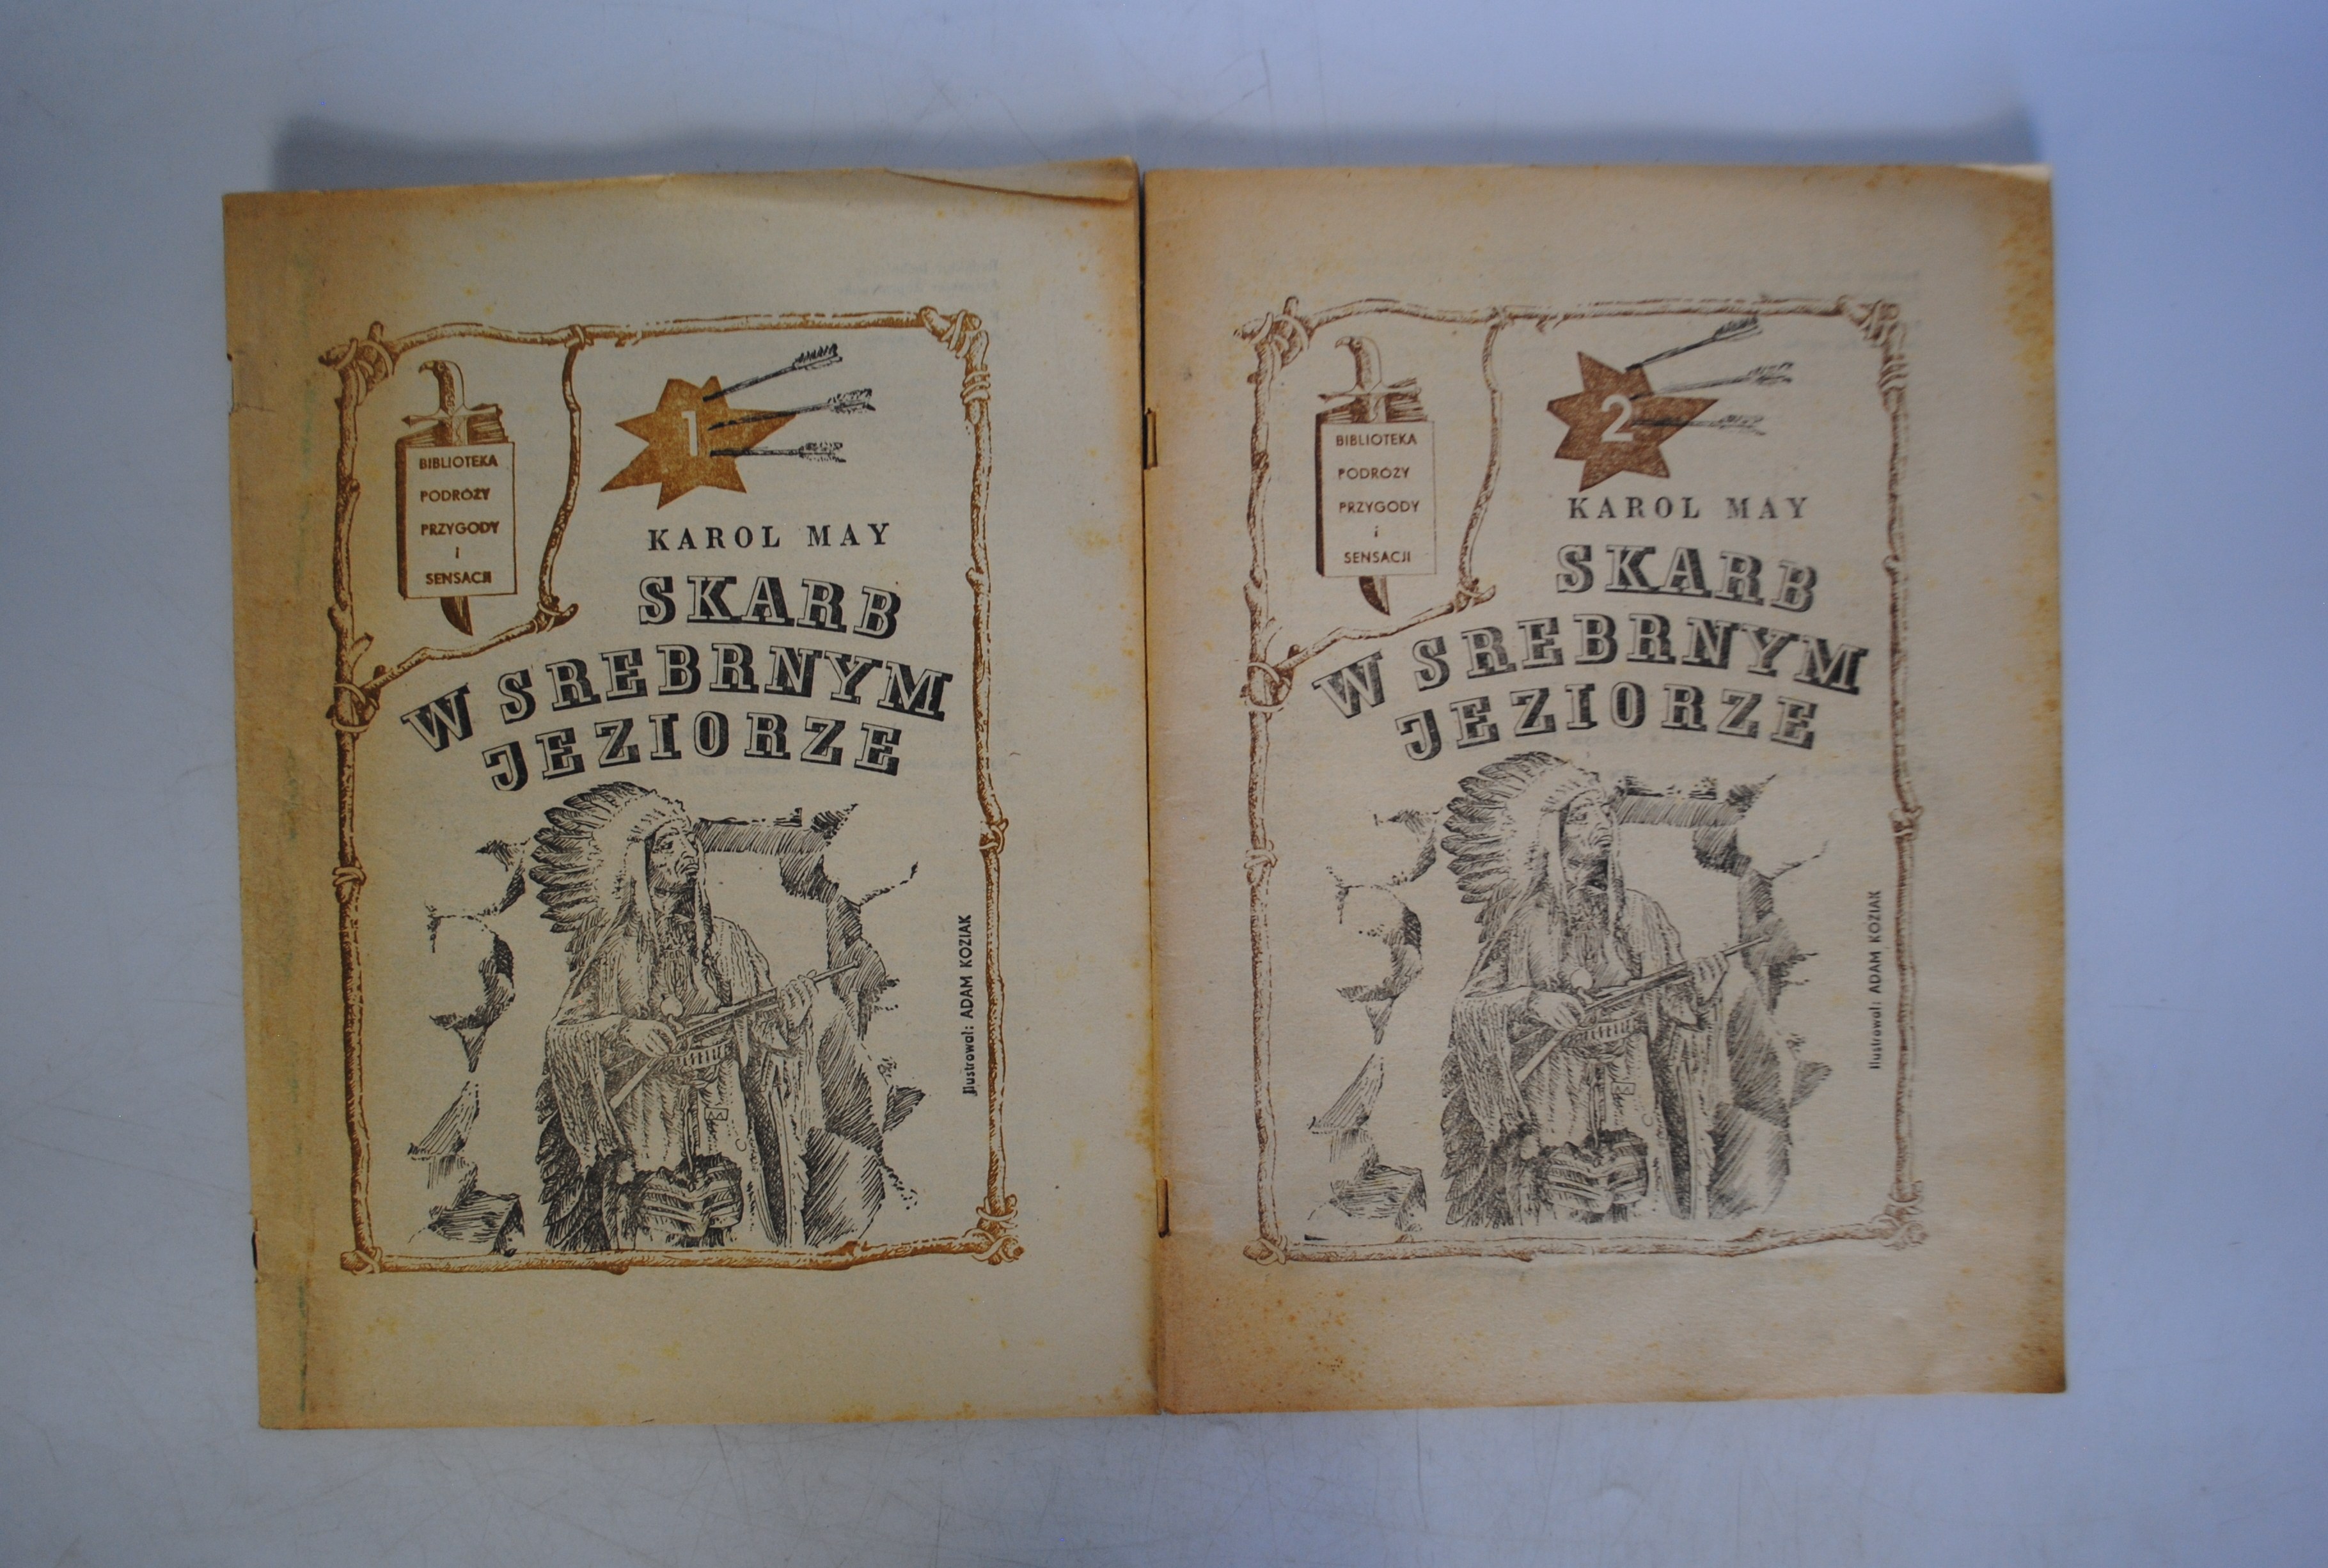 BIBLIOTEKA
PODRÓŻY
PRZYGODY
i
SENSACJI
1
KAROL MAY
SKARB
W SREBRNYM
JEZIORZE
Ilustrował: ADAM KOZIAK
BIBLIOTEKA
PODRÓŻY
PRZYGODY
i
SENSACJI
2
KAROL MAY
SKARB
W SREBRNYM
JEZIORZE
Ilustrował: ADAM KOZIAK